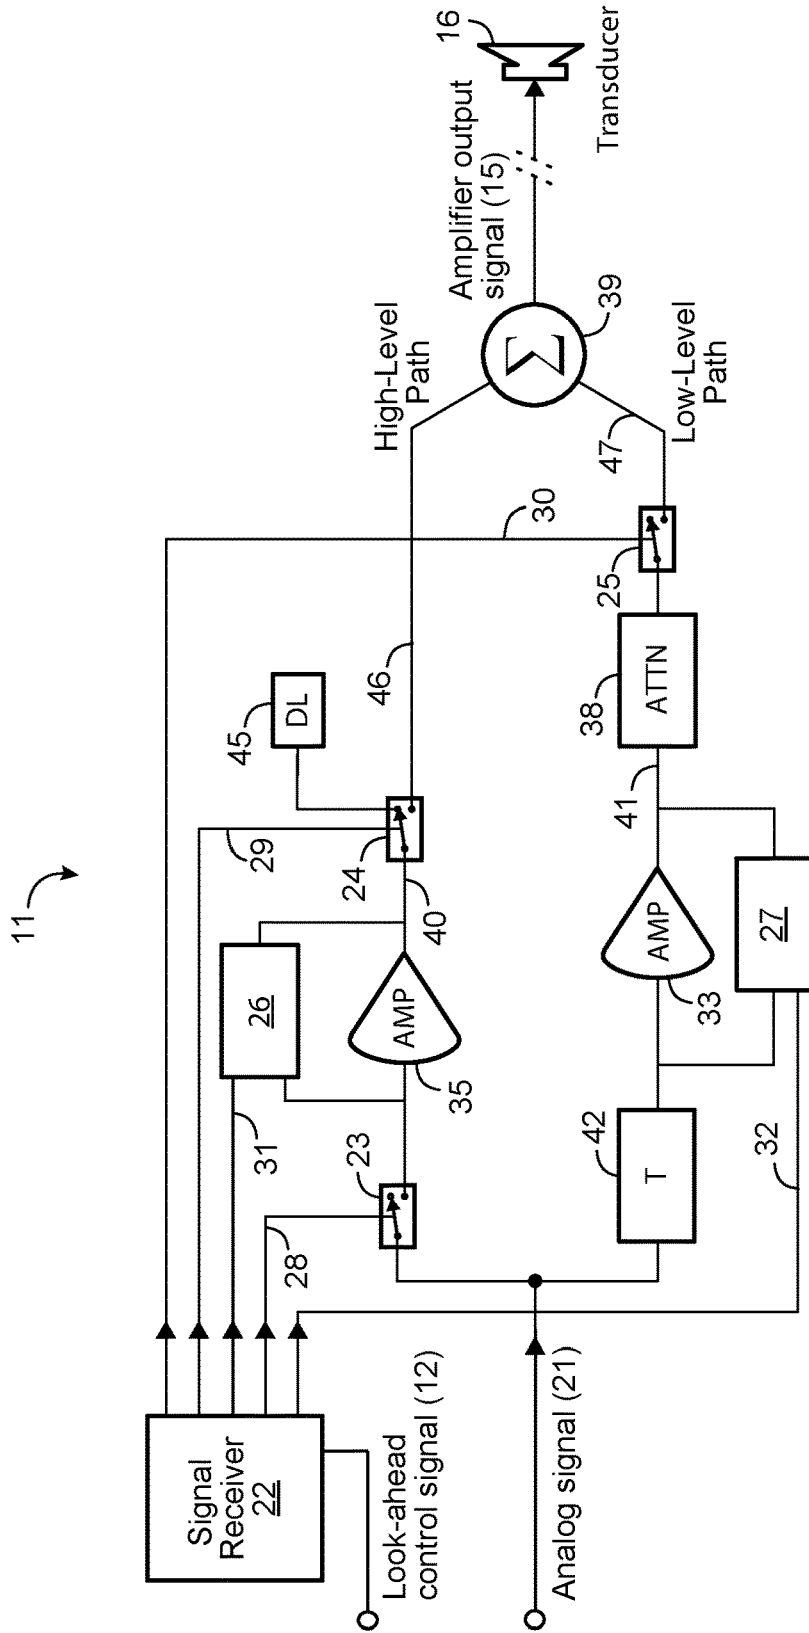 11
Signal
Receiver
22
Look-ahead
control signal (12)
Analog signal (21)
28
31
29
30
32
23
26
35
AMP
40
24
45
DL
46
High-Level
Path
42
T
33
AMP
27
41
38
ATTN
25
47
Low-Level
Path
Σ
39
Amplifier output
signal (15)
16
Transducer